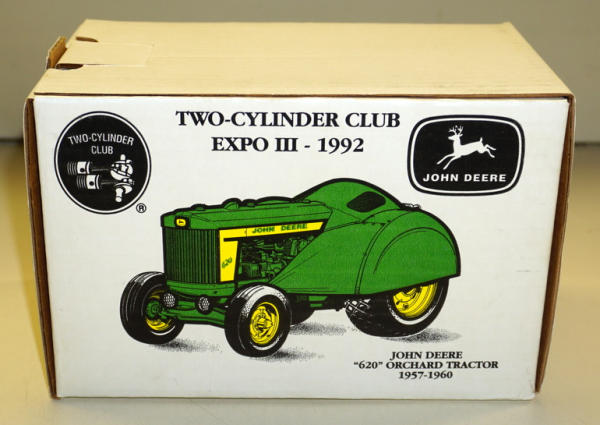 TWO-CYLINDER CLUB
EXPO III - 1992
TWO-CYLINDER
CLUB
®
JOHN DEERE
JOHN DEERE
620
JOHN DEERE
"620" ORCHARD TRACTOR
1957-1960